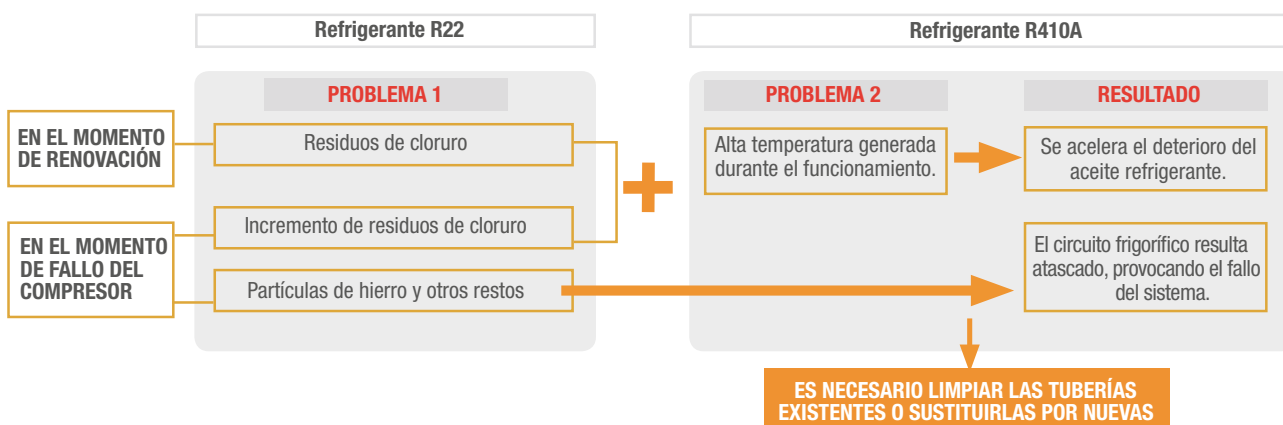 Refrigerante R22
Refrigerante R410A
PROBLEMA 1
PROBLEMA 2
RESULTADO
EN EL MOMENTO
DE RENOVACIÓN
Residuos de cloruro
Alta temperatura generada
durante el funcionamiento.
Se acelera el deterioro del
aceite refrigerante.
EN EL MOMENTO
DE FALLO DEL
COMPRESOR
Incremento de residuos de cloruro
Partículas de hierro y otros restos
El circuito frigorífico resulta
atascado, provocando el fallo
del sistema.
ES NECESARIO LIMPIAR LAS TUBERÍAS
EXISTENTES O SUSTITUIRLAS POR NUEVAS